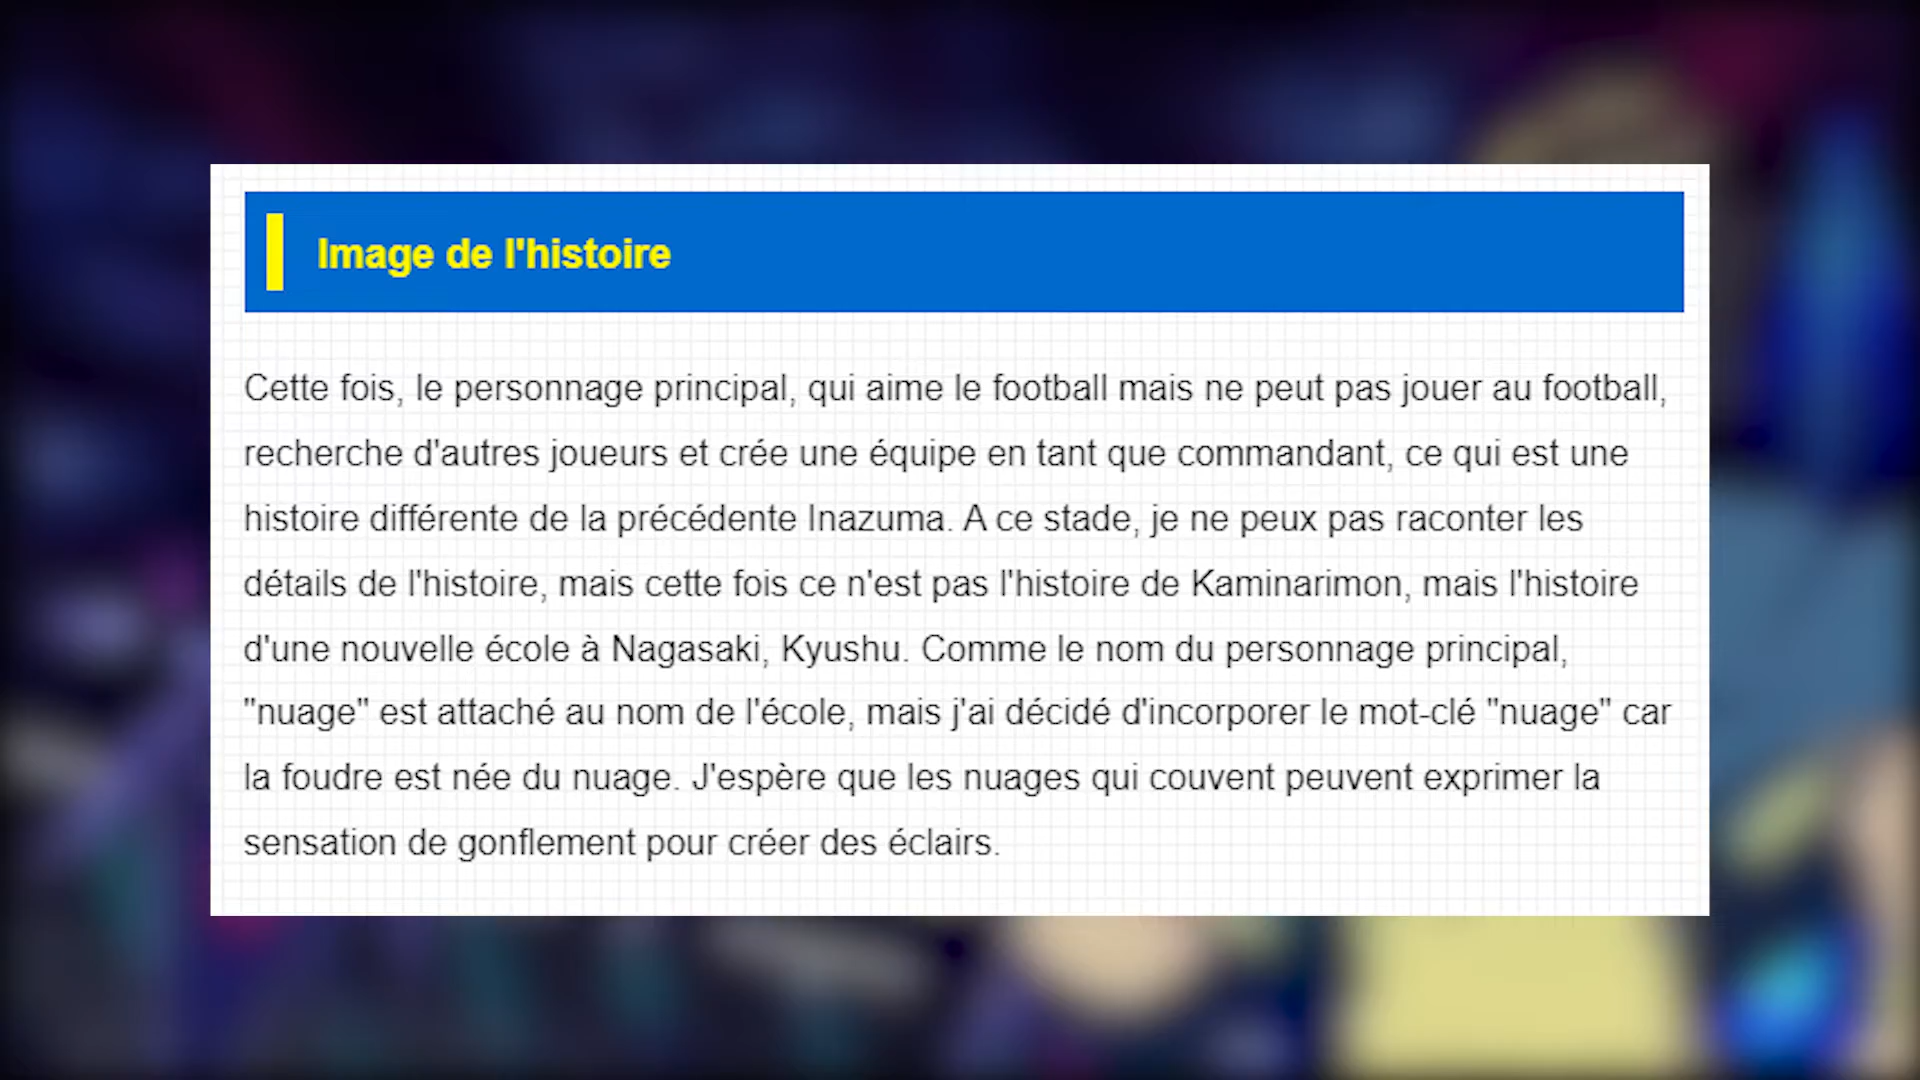 Image de l'histoire
Cette fois, le personnage principal, qui aime le football mais ne peut pas jouer au football,
recherche d'autres joueurs et crée une équipe en tant que commandant, ce qui est une
histoire différente de la précédente Inazuma. A ce stade, je ne peux pas raconter les
détails de l'histoire, mais cette fois ce n'est pas l'histoire de Kaminarimon, mais l'histoire
d'une nouvelle école à Nagasaki, Kyushu. Comme le nom du personnage principal,
"nuage" est attaché au nom de l'école, mais j'ai décidé d'incorporer le mot-clé "nuage" car
la foudre est née du nuage. J'espère que les nuages qui couvent peuvent exprimer la
sensation de gonflement pour créer des éclairs.